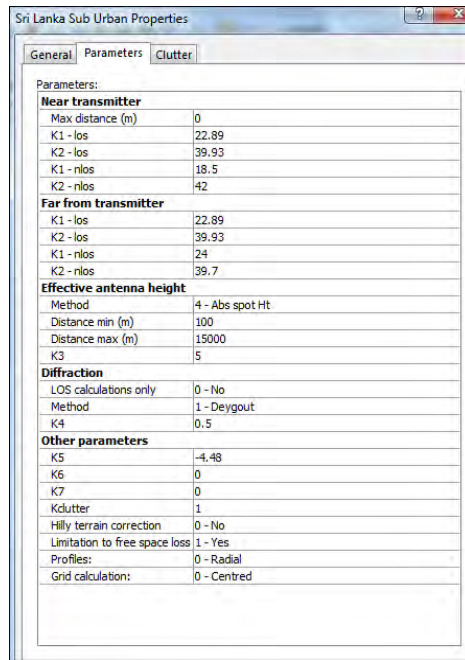 Sri Lanka Sub Urban Properties
General Parameters Clutter
Parameters:
Near transmitter
Max distance (m) 0
K1 - los 22.89
K2 - los 39.93
K1 - nlos 18.5
K2 - nlos 42
Far from transmitter
K1 - los 22.89
K2 - los 39.93
K1 - nlos 24
K2 - nlos 39.7
Effective antenna height
Method 4 - Abs spot Ht
Distance min (m) 100
Distance max (m) 15000
K3 5
Diffraction
LOS calculations only 0 - No
Method 1 - Deygout
K4 0.5
Other parameters
K5 -4.48
K6 0
K7 0
Kclutter 1
Hilly terrain correction 0 - No
Limitation to free space loss 1 - Yes
Profiles: 0 - Radial
Grid calculation: 0 - Centred